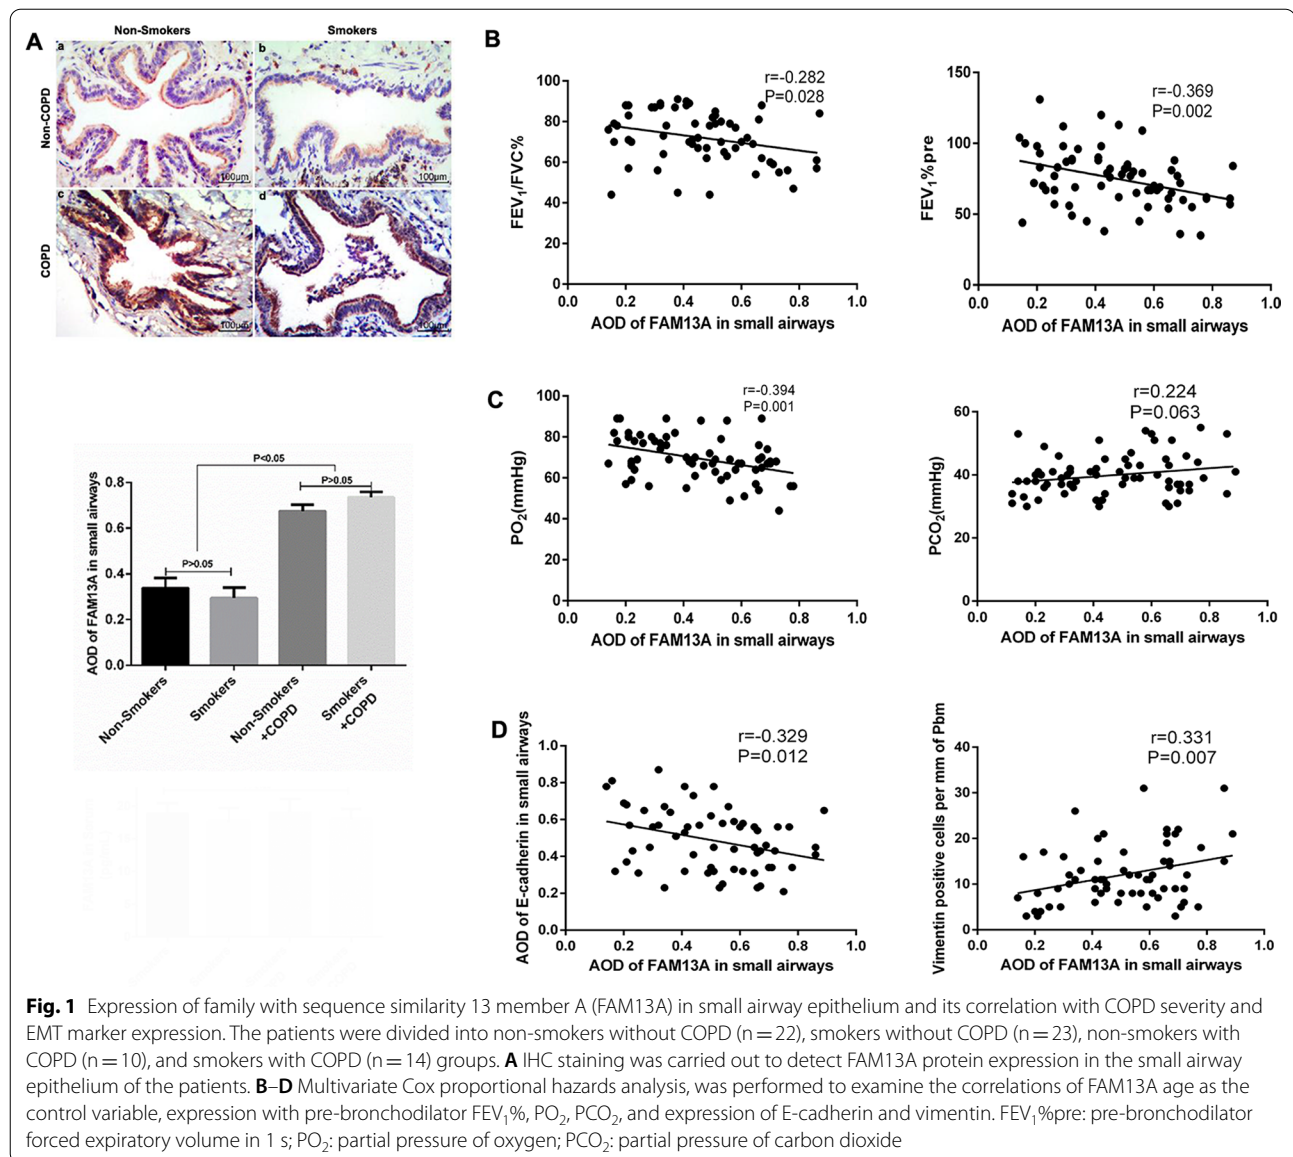 A
Non-Smokers
Smokers
Non-COPD
COPD
a
100μm
b
100μm
c
100μm
d
100μm
AOD of FAM13A in small airways
0.8
0.6
0.4
0.2
0.0
P<0.05
P>0.05
P>0.05
Non-Smokers
Smokers
Non-Smokers
+COPD
Smokers
+COPD
B
FEV1/FVC%
100
80
60
40
20
0
r=-0.282
P=0.028
0.0 0.2 0.4 0.6 0.8 1.0
AOD of FAM13A in small airways
FEV1%pre
150
100
50
0
r=-0.369
P=0.002
0.0 0.2 0.4 0.6 0.8 1.0
AOD of FAM13A in small airways
C
PO2(mmHg)
100
80
60
40
20
0
r=-0.394
P=0.001
0.0 0.2 0.4 0.6 0.8 1.0
AOD of FAM13A in small airways
PCO2(mmHg)
60
40
20
0
r=0.224
P=0.063
0.0 0.2 0.4 0.6 0.8 1.0
AOD of FAM13A in small airways
D
AOD of E-cadherin in small airways
1.0
0.8
0.6
0.4
0.2
0.0
r=-0.329
P=0.012
0.0 0.2 0.4 0.6 0.8 1.0
AOD of FAM13A in small airways
Vimentin positive cells per mm of Pbm
40
30
20
10
0
r=0.331
P=0.007
0.0 0.2 0.4 0.6 0.8 1.0
AOD of FAM13A in small airways
Fig. 1 Expression of family with sequence similarity 13 member A (FAM13A) in small airway epithelium and its correlation with COPD severity and
EMT marker expression. The patients were divided into non-smokers without COPD (n = 22), smokers without COPD (n = 23), non-smokers with
COPD (n = 10), and smokers with COPD (n = 14) groups. A IHC staining was carried out to detect FAM13A protein expression in the small airway
epithelium of the patients. B–D Multivariate Cox proportional hazards analysis, was performed to examine the correlations of FAM13A age as the
control variable, expression with pre-bronchodilator FEV1%, PO2, PCO2, and expression of E-cadherin and vimentin. FEV1%pre: pre-bronchodilator
forced expiratory volume in 1 s; PO2: partial pressure of oxygen; PCO2: partial pressure of carbon dioxide